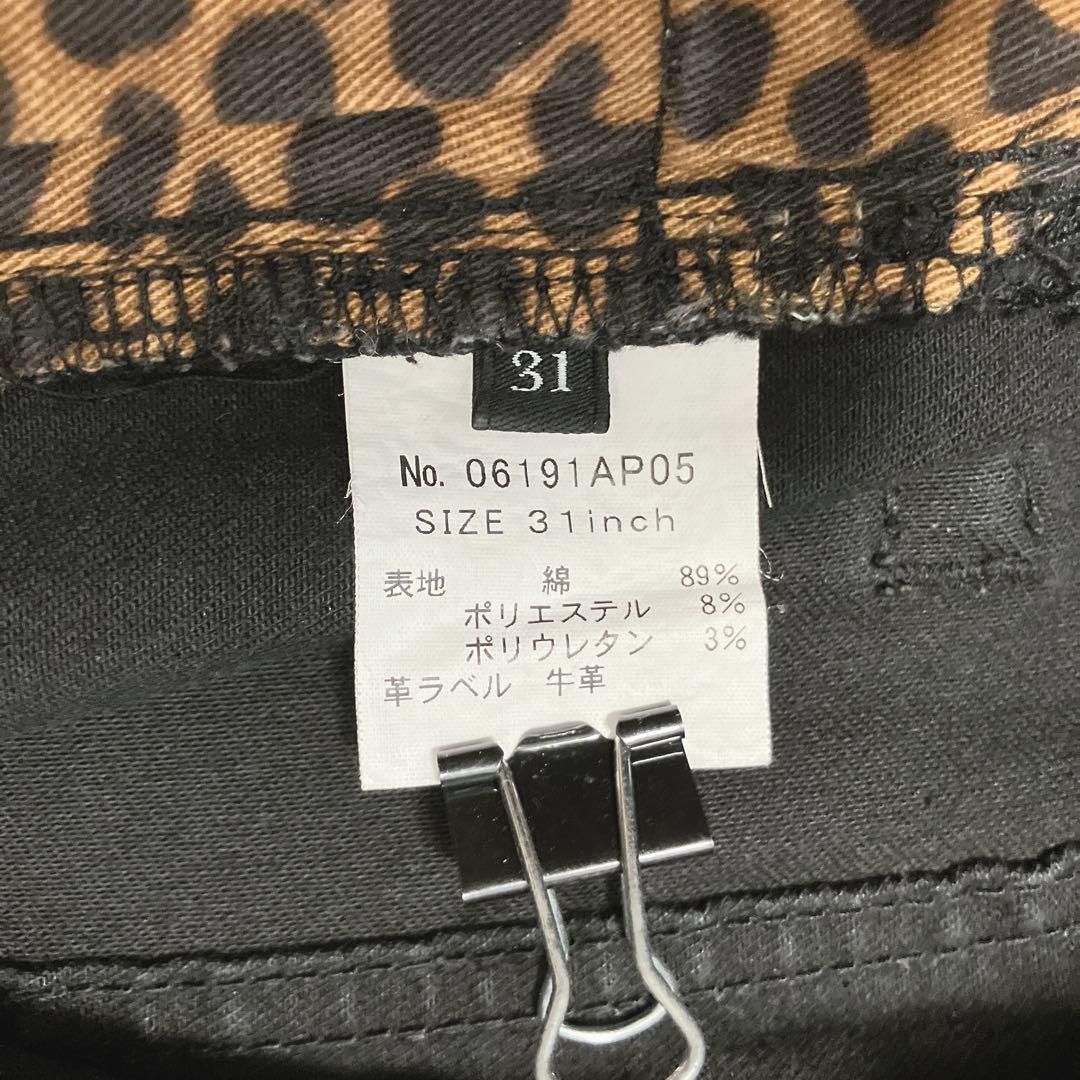 31
No. 06191AP05
SIZE 31inch
表地 綿 89%
ポリエステル 8%
ポリウレタン 3%
革ラベル 牛革